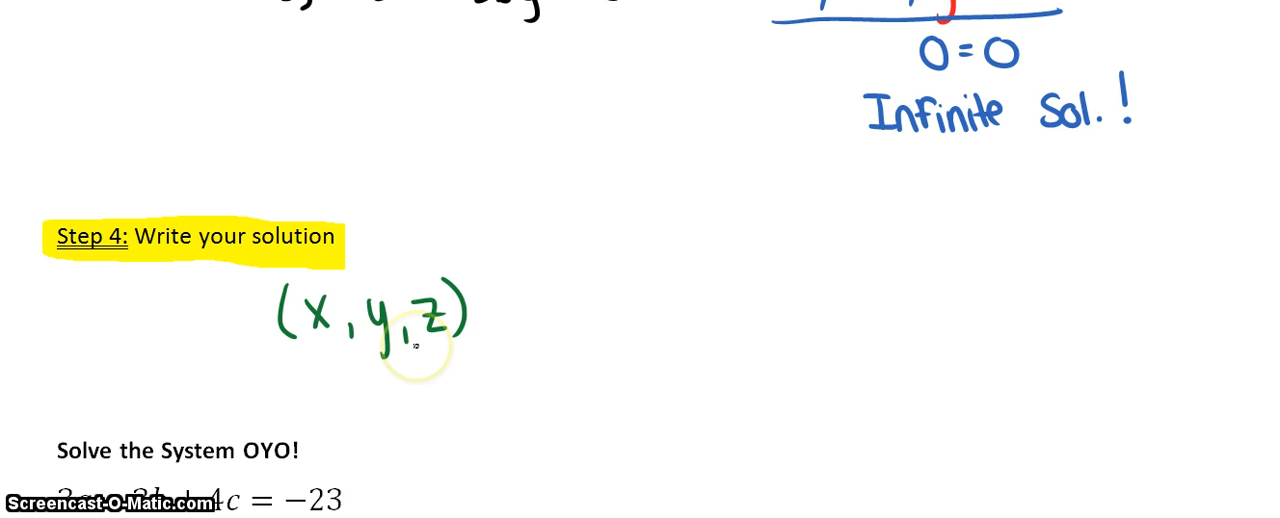 0 = 0
Infinite Sol. !
Step 4: Write your solution
(x, y, z)
Solve the System OYO!
4c = −23
Screencast-O-Matic.com